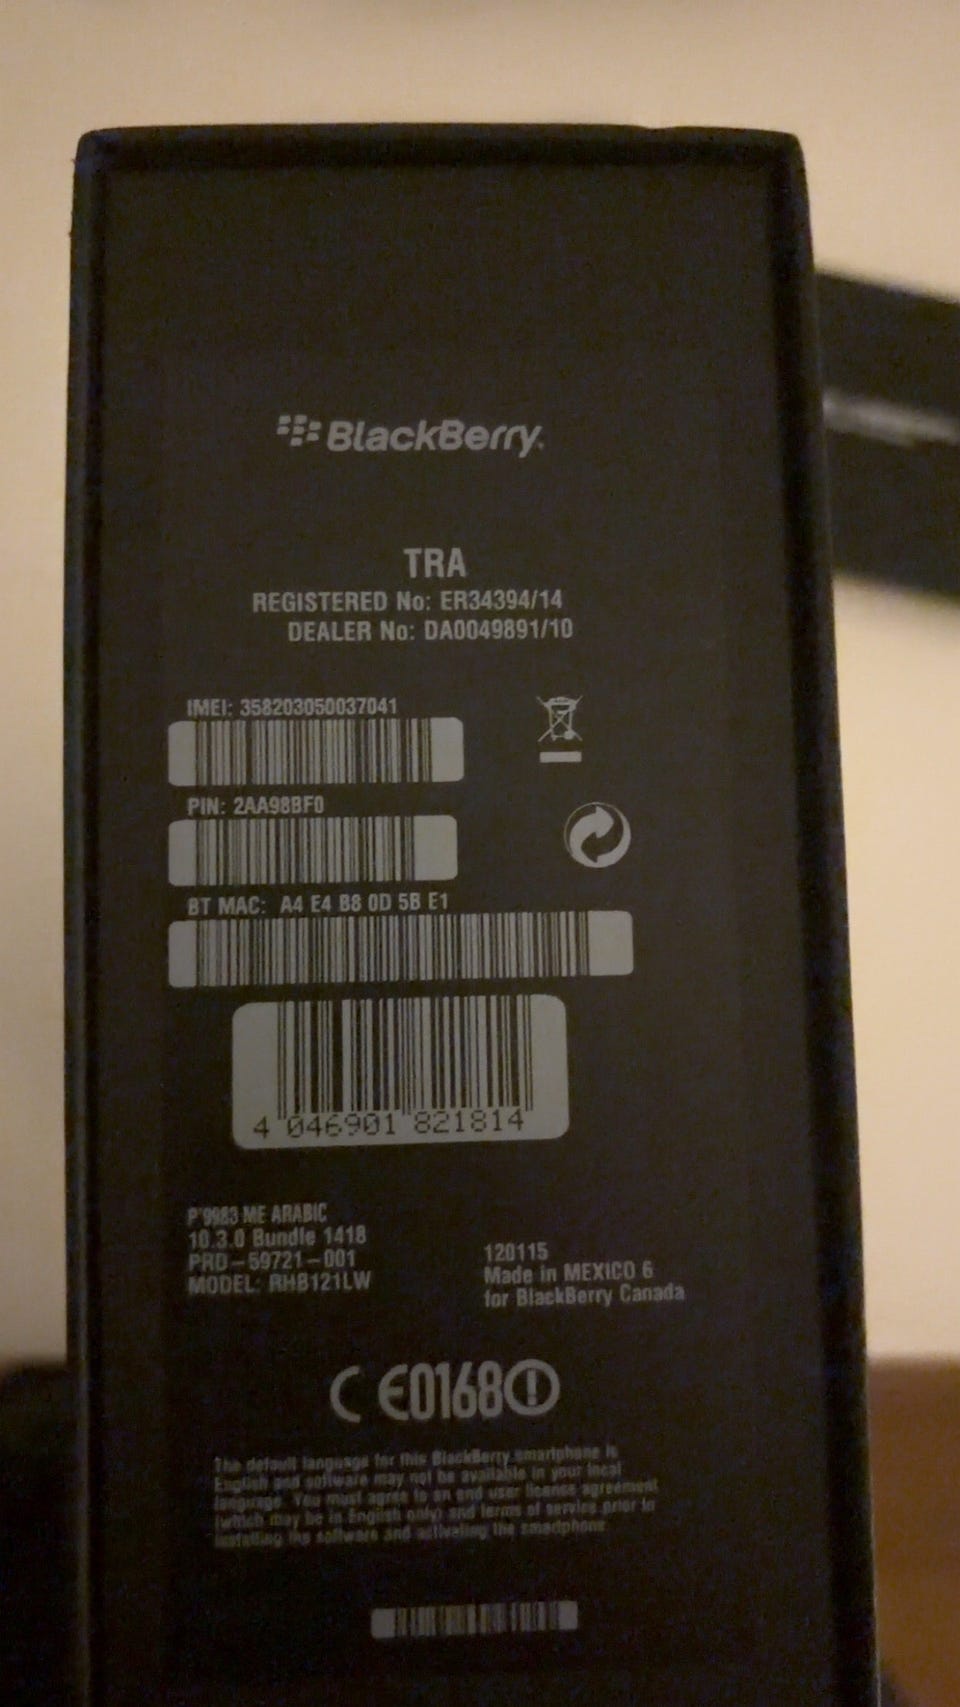 BlackBerry.
TRA
REGISTERED No: ER34394/14
DEALER No: DA0049891/10
IMEI: 358203050037041
PIN: 2AA98BF0
BT MAC: A4 E4 B8 0D 5B E1
4 046901 821814
P'9983 ME ARABIC
10.3.0 Bundle 1418
PRD-59721-001
MODEL: RHB121LW
120115
Made in MEXICO 6
for BlackBerry Canada
CE0168
The default language for this BlackBerry smartphone is
English and software may not be available in your local
language. You must agree to an end user license agreement
(which may be in English only) and terms of service prior to
installing the software and activating the smartphone.